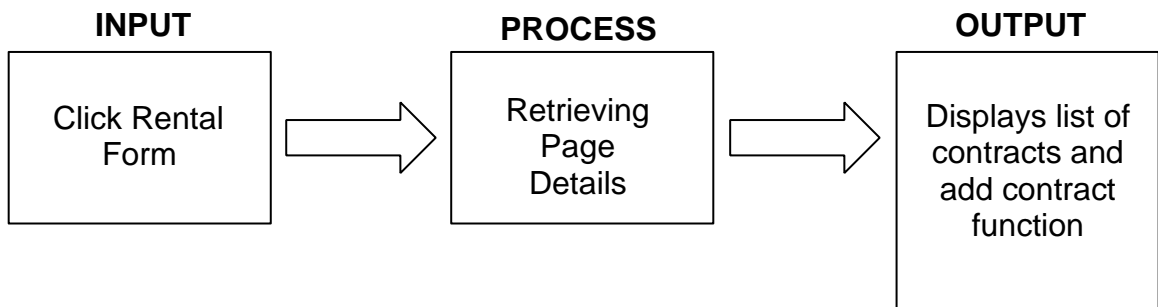 INPUT
Click Rental
Form
PROCESS
Retrieving
Page
Details
OUTPUT
Displays list of
contracts and
add contract
function